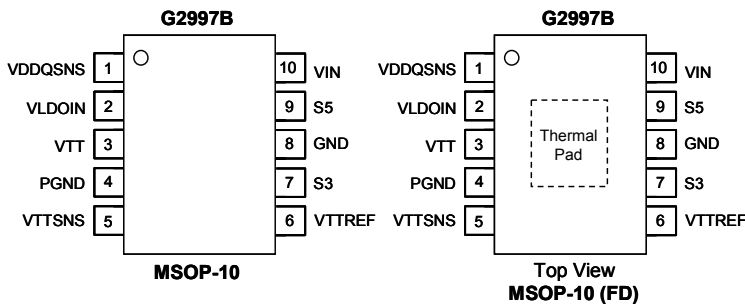 G2997B
VDDQSNS 1 10 VIN
VLDOIN 2 9 S5
VTT 3 8 GND
PGND 4 7 S3
VTTSNS 5 6 VTTREF
MSOP-10
G2997B
VDDQSNS 1 10 VIN
VLDOIN 2 9 S5
VTT 3 Thermal Pad 8 GND
PGND 4 7 S3
VTTSNS 5 6 VTTREF
Top View
MSOP-10 (FD)